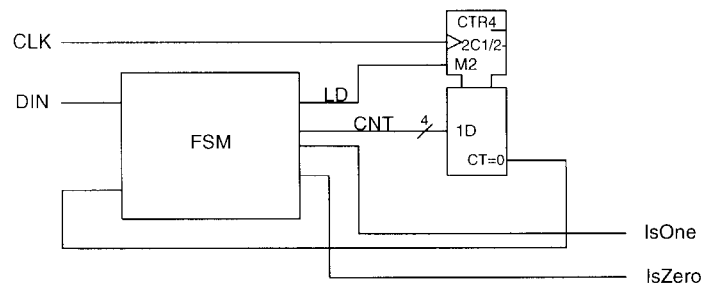 CTR4
CLK
2C1/2-
M2
LD
DIN
CNT
4
1D
FSM
CT=0
IsOne
IsZero